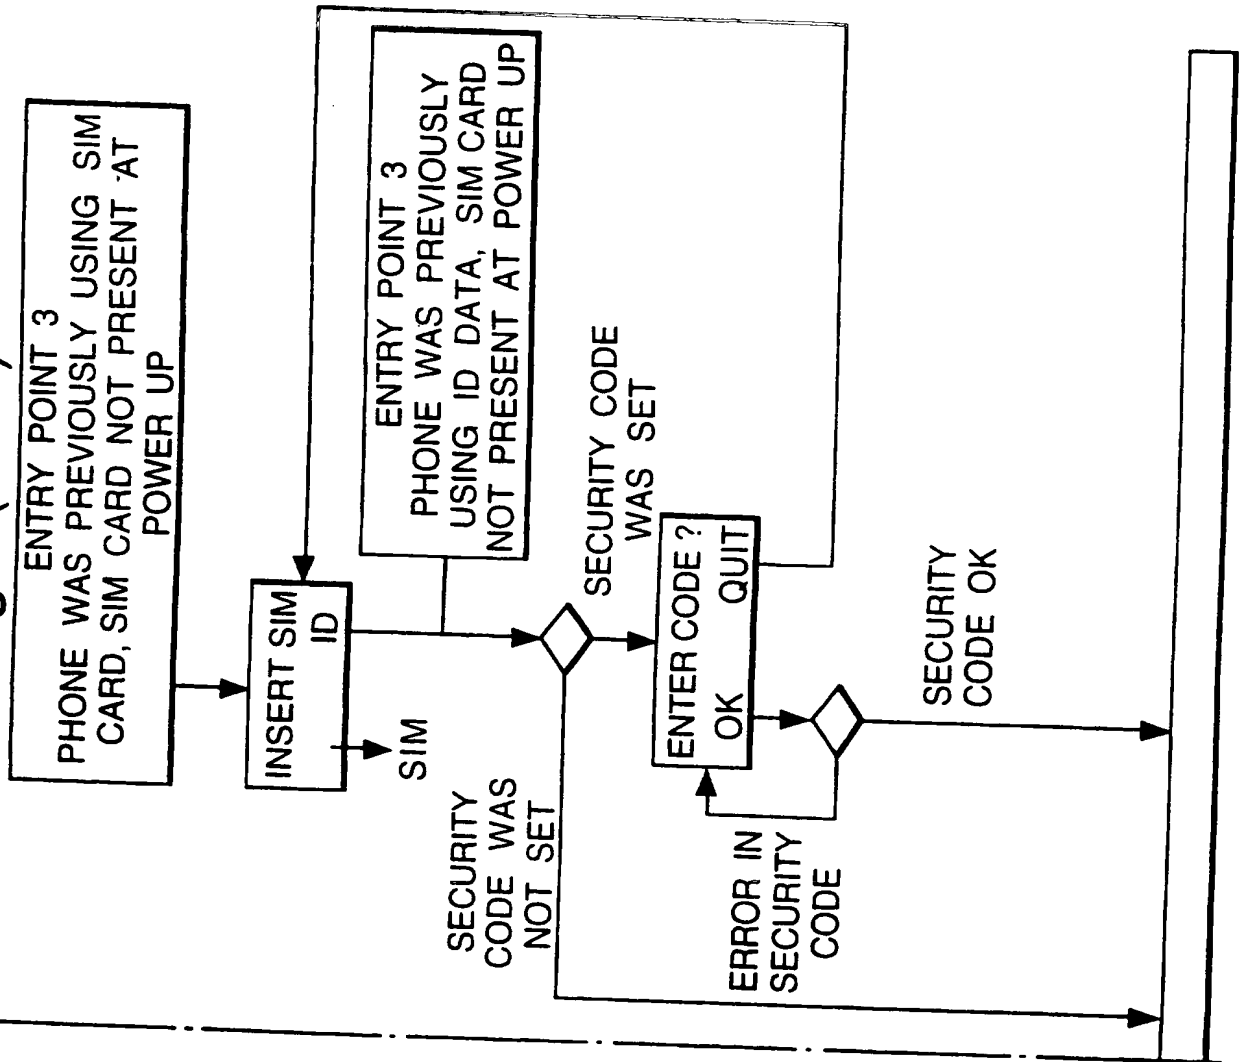 ENTRY POINT 3
PHONE WAS PREVIOUSLY USING SIM
CARD, SIM CARD NOT PRESENT AT
POWER UP
INSERT SIM
ID
SIM
ENTRY POINT 3
PHONE WAS PREVIOUSLY
USING ID DATA, SIM CARD
NOT PRESENT AT POWER UP
SECURITY
CODE WAS
NOT SET
SECURITY CODE
WAS SET
ENTER CODE ?
OK QUIT
ERROR IN
SECURITY
CODE
SECURITY
CODE OK